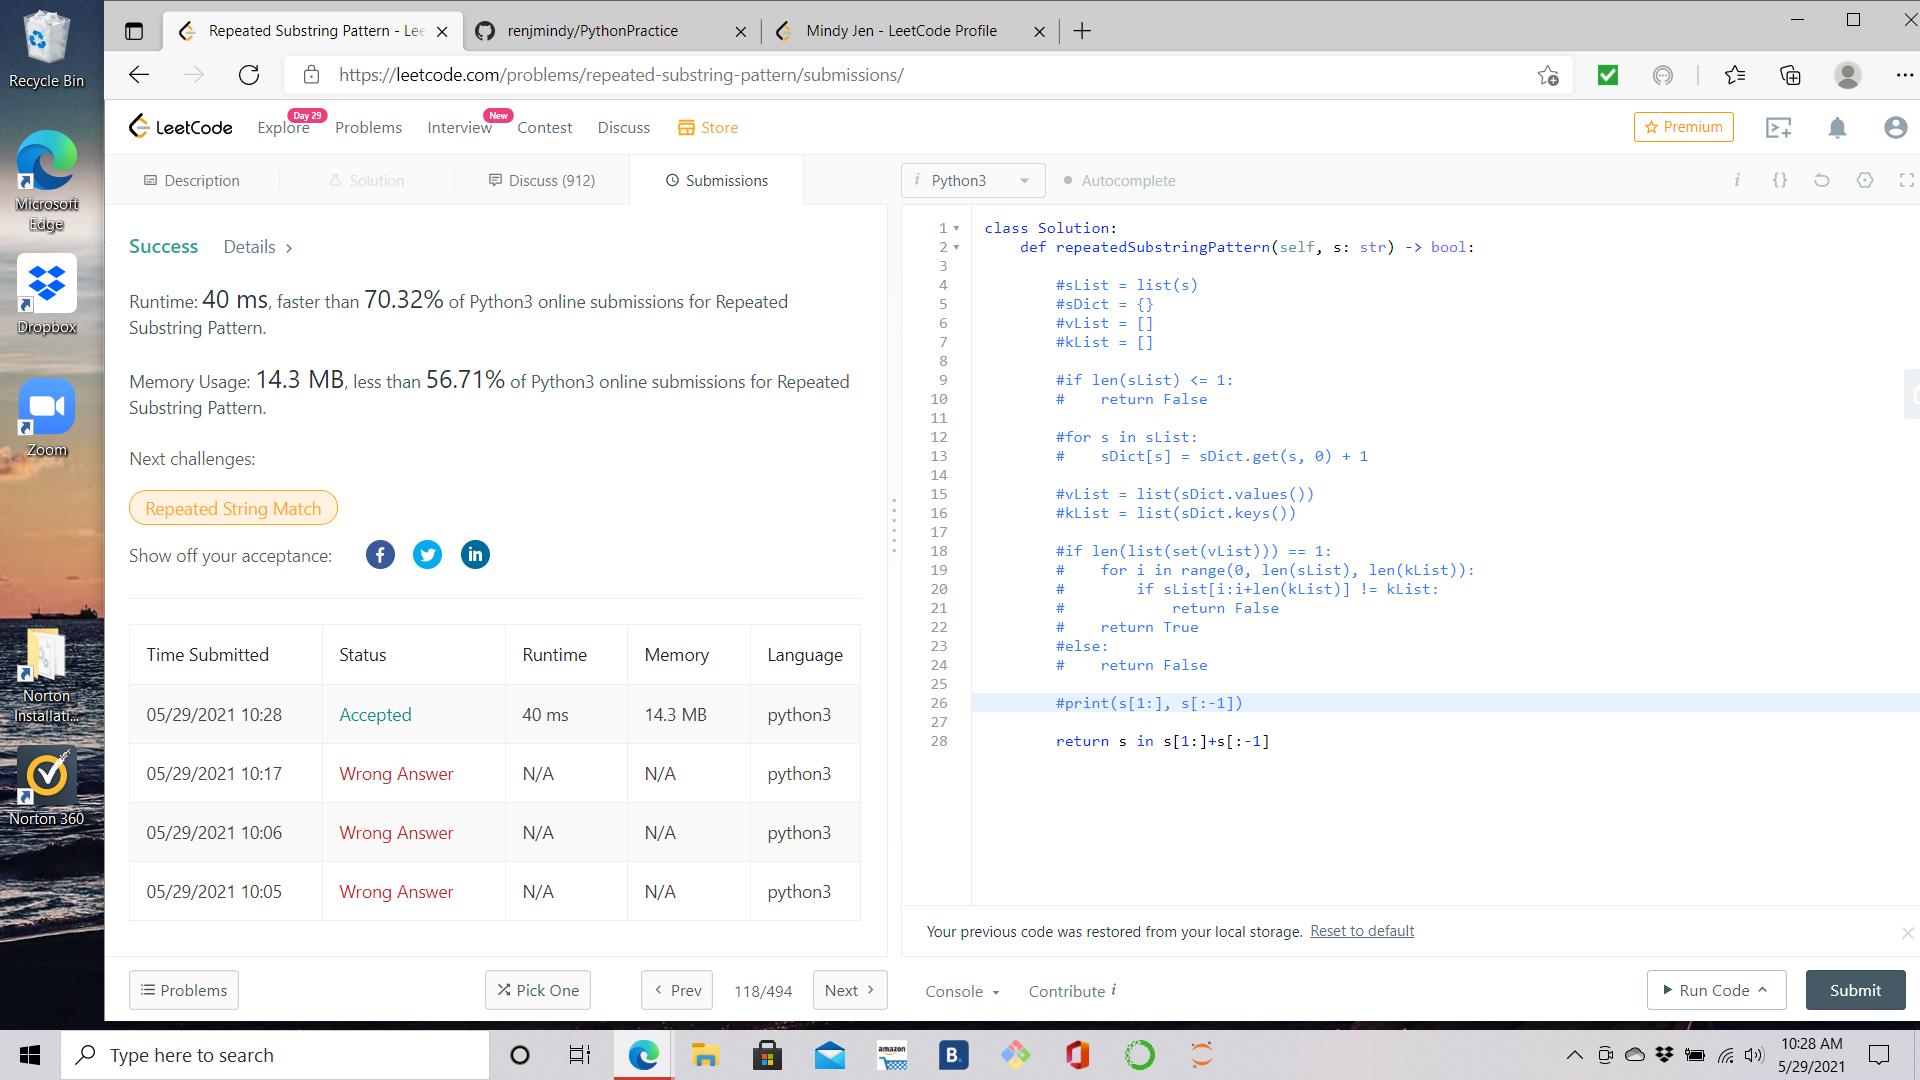 Recycle Bin
Microsoft Edge
Dropbox
Zoom
Norton Installati...
Norton 360
Repeated Substring Pattern - Lee
renjmindy/PythonPractice
Mindy Jen - LeetCode Profile
https://leetcode.com/problems/repeated-substring-pattern/submissions/
LeetCode
Explore
Day 29
Problems
Interview
New
Contest
Discuss
Store
Premium
Description
Solution
Discuss (912)
Submissions
i Python3
Autocomplete
i {}
Success Details >
Runtime: 40 ms, faster than 70.32% of Python3 online submissions for Repeated
Substring Pattern.
Memory Usage: 14.3 MB, less than 56.71% of Python3 online submissions for Repeated
Substring Pattern.
Next challenges:
Repeated String Match
Show off your acceptance: f in
Time Submitted Status Runtime Memory Language
05/29/2021 10:28 Accepted 40 ms 14.3 MB python3
05/29/2021 10:17 Wrong Answer N/A N/A python3
05/29/2021 10:06 Wrong Answer N/A N/A python3
05/29/2021 10:05 Wrong Answer N/A N/A python3
1 class Solution:
2     def repeatedSubstringPattern(self, s: str) -> bool:
3
4         #sList = list(s)
5         #sDict = {}
6         #vList = []
7         #kList = []
8
9         #if len(sList) <= 1:
10         #    return False
11
12         #for s in sList:
13         #    sDict[s] = sDict.get(s, 0) + 1
14
15         #vList = list(sDict.values())
16         #kList = list(sDict.keys())
17
18         #if len(list(set(vList))) == 1:
19         #    for i in range(0, len(sList), len(kList)):
20         #        if sList[i:i+len(kList)] != kList:
21         #            return False
22         #    return True
23         #else:
24         #    return False
25
26         #print(s[1:], s[:-1])
27
28         return s in s[1:]+s[:-1]
Your previous code was restored from your local storage. Reset to default
Problems
Pick One
< Prev
118/494
Next >
Console
Contribute i
Run Code
Submit
Type here to search
amazon
B.
10:28 AM
5/29/2021